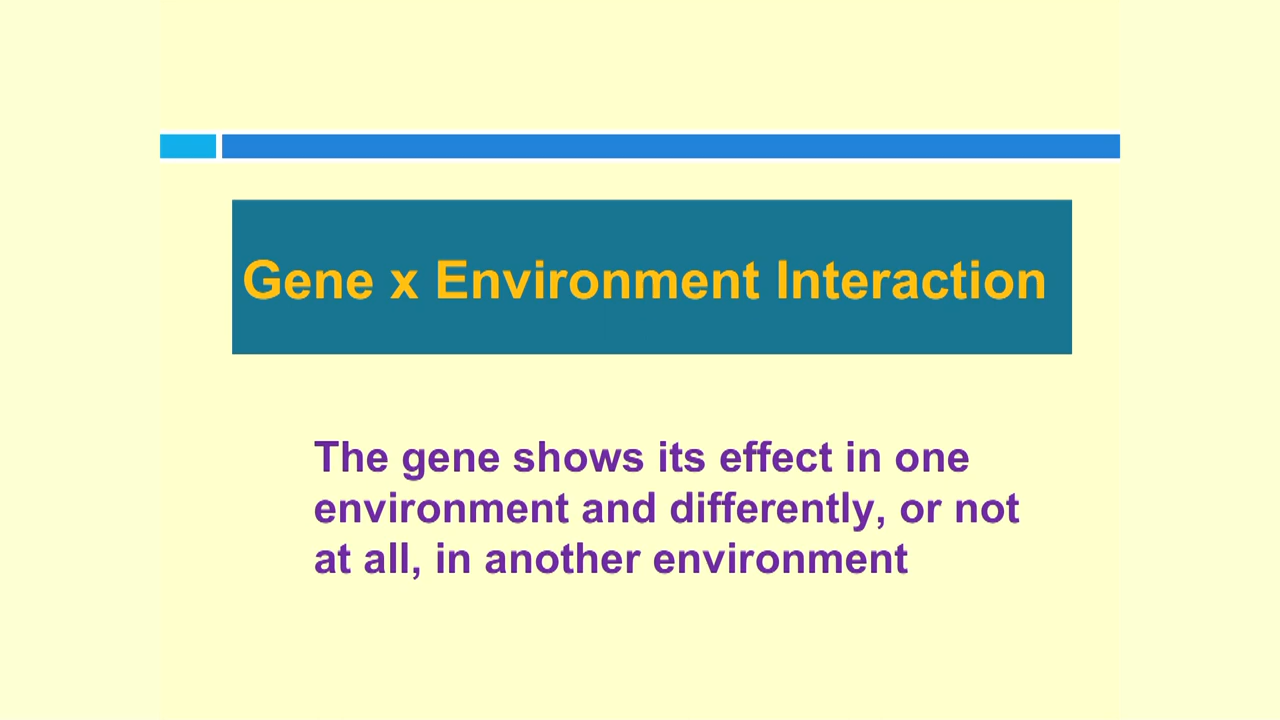 Gene x Environment Interaction
The gene shows its effect in one
environment and differently, or not
at all, in another environment